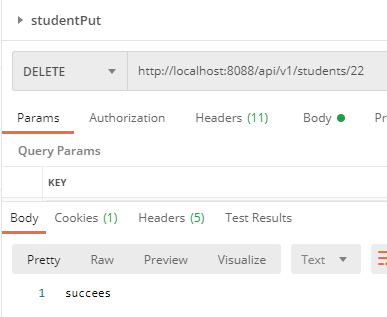 studentPut
DELETE http://localhost:8088/api/v1/students/22
Params Authorization Headers (11) Body Pr
Query Params
KEY
Body Cookies (1) Headers (5) Test Results
Pretty Raw Preview Visualize Text
1 succees